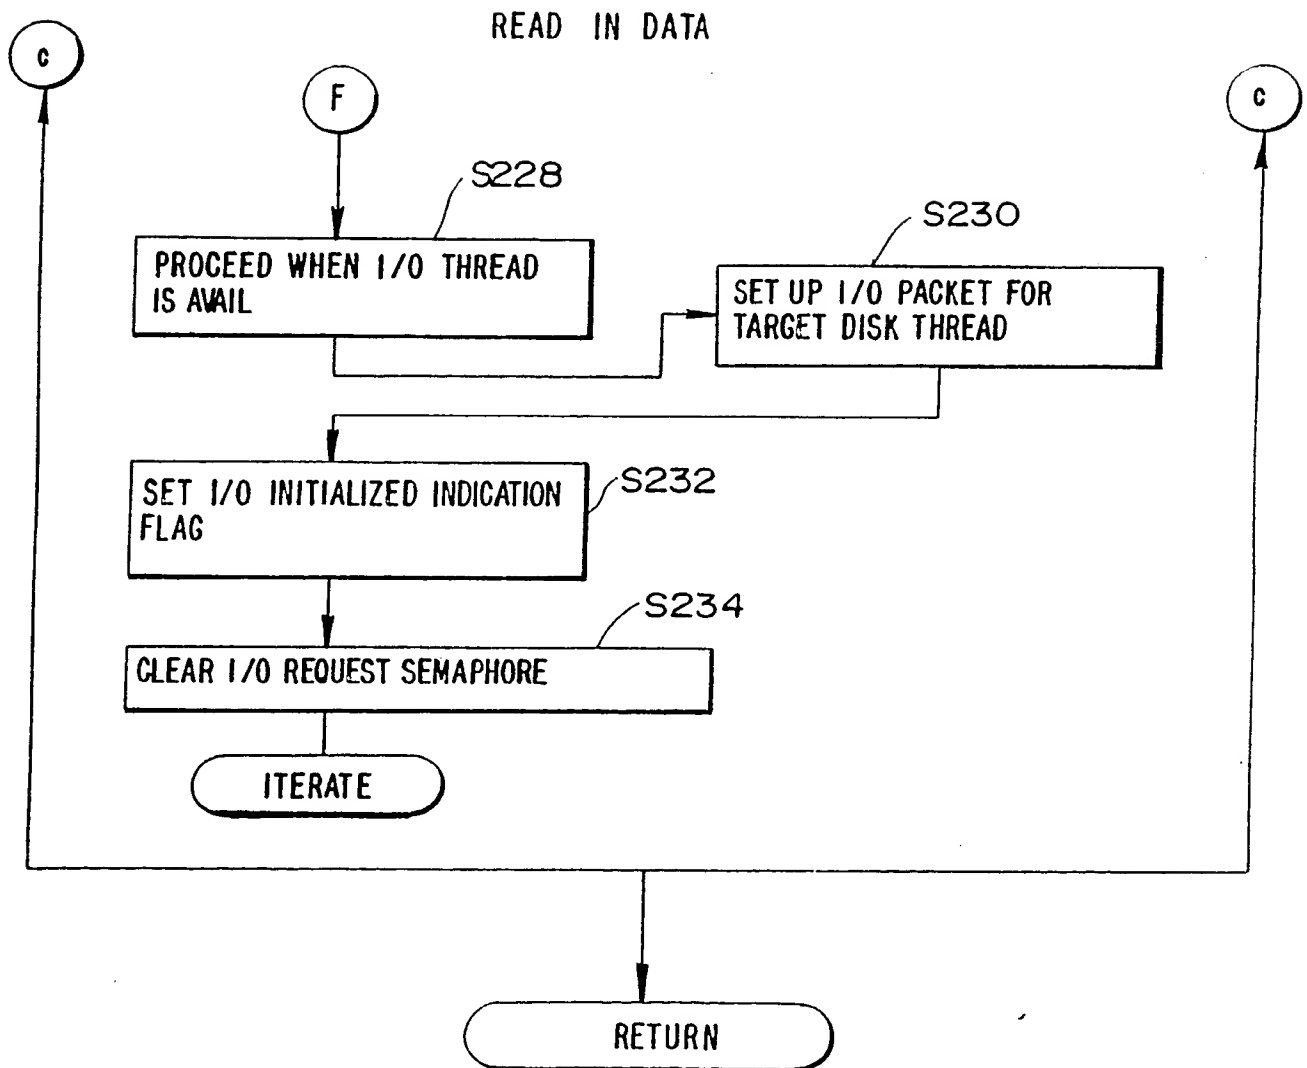 READ IN DATA
C
F
C
S228
PROCEED WHEN I/O THREAD
IS AVAIL
S230
SET UP I/O PACKET FOR
TARGET DISK THREAD
S232
SET I/O INITIALIZED INDICATION
FLAG
S234
CLEAR I/O REQUEST SEMAPHORE
ITERATE
RETURN